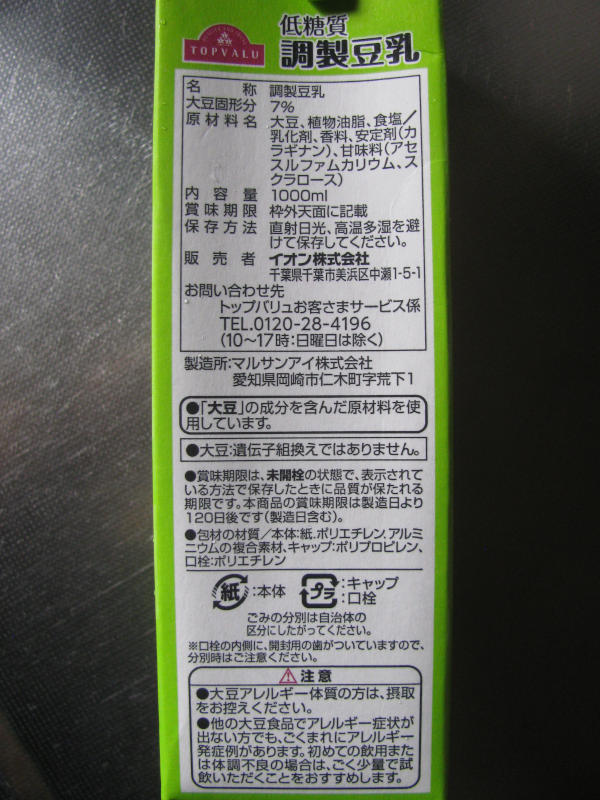 TOPVALU
低糖質
調製豆乳
名称 調製豆乳
大豆固形分 7%
原材料名 大豆、植物油脂、食塩/
乳化剤、香料、安定剤(カ
ラギナン)、甘味料(アセ
スルファムカリウム、ス
クラロース)
内容量 1000ml
賞味期限 枠外天面に記載
保存方法 直射日光、高温多湿を避
けて保存してください。
販売者 イオン株式会社
千葉県千葉市美浜区中瀬1-5-1
お問い合わせ先
トップバリュお客さまサービス係
TEL.0120-28-4196
(10~17時:日曜日は除く)
製造所:マルサンアイ株式会社
愛知県岡崎市仁木町字荒下1
●「大豆」の成分を含んだ原材料を使
用しています。
●大豆:遺伝子組換えではありません。
●賞味期限は、未開栓の状態で、表示されて
いる方法で保存したときに品質が保たれる
期限です。本商品の賞味期限は製造日より
120日後です(製造日含む)。
●包材の材質/本体:紙、ポリエチレン、アルミ
ニウムの複合素材、キャップ:ポリプロピレン、
口栓:ポリエチレン
紙:本体 プラ:キャップ
:口栓
ごみの分別は自治体の
区分にしたがってください。
※口栓の内側に、開封用の歯がついていますので、
分別時はご注意ください。
注意
●大豆アレルギー体質の方は、摂取
をお控えください。
●他の大豆食品でアレルギー症状が
出ない方でも、ごくまれにアレルギー
発症例があります。初めての飲用また
は体調不良の場合は、ごく少量で試
飲いただくことをおすすめします。